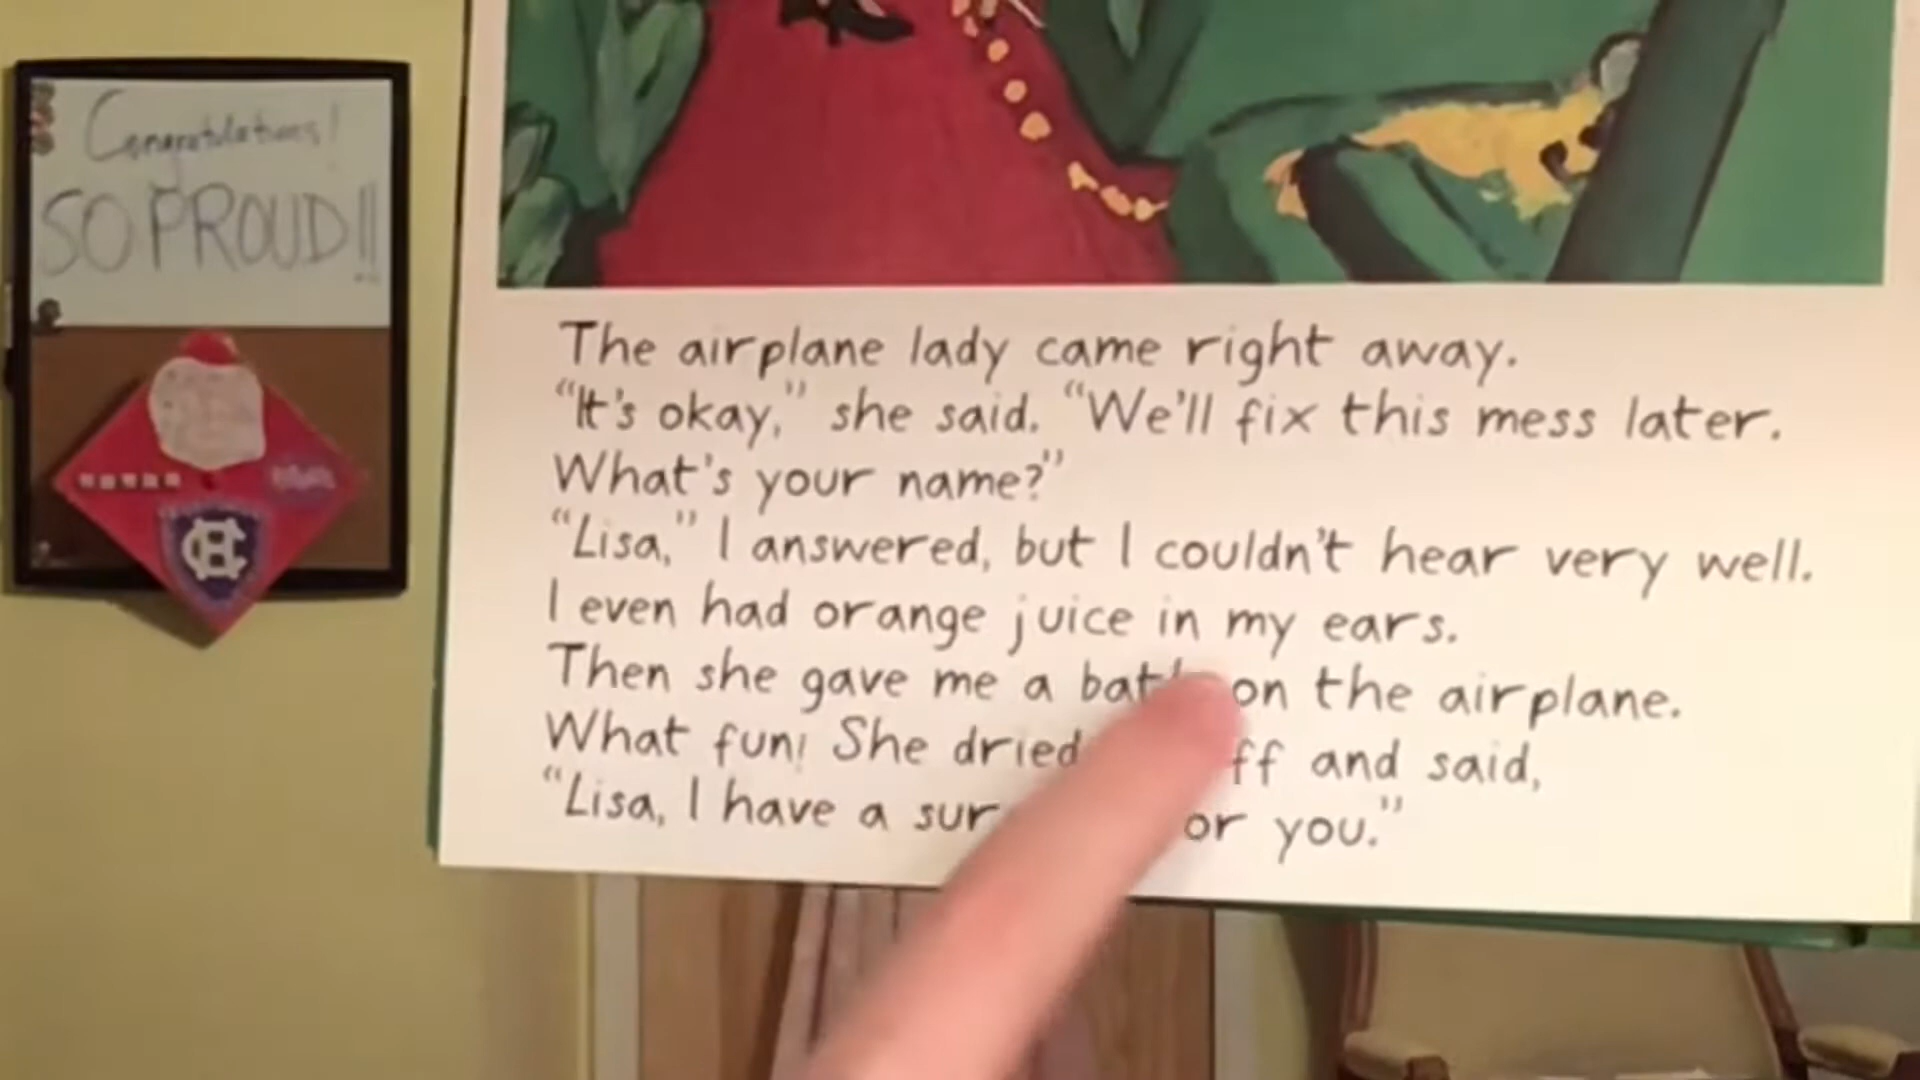 Congratulations!
SO PROUD!!
The airplane lady came right away.
"It's okay," she said. "We'll fix this mess later.
What's your name?"
"Lisa," I answered, but I couldn't hear very well.
I even had orange juice in my ears.
Then she gave me a bath on the airplane.
What fun! She dried and said,
"Lisa, I have a you."